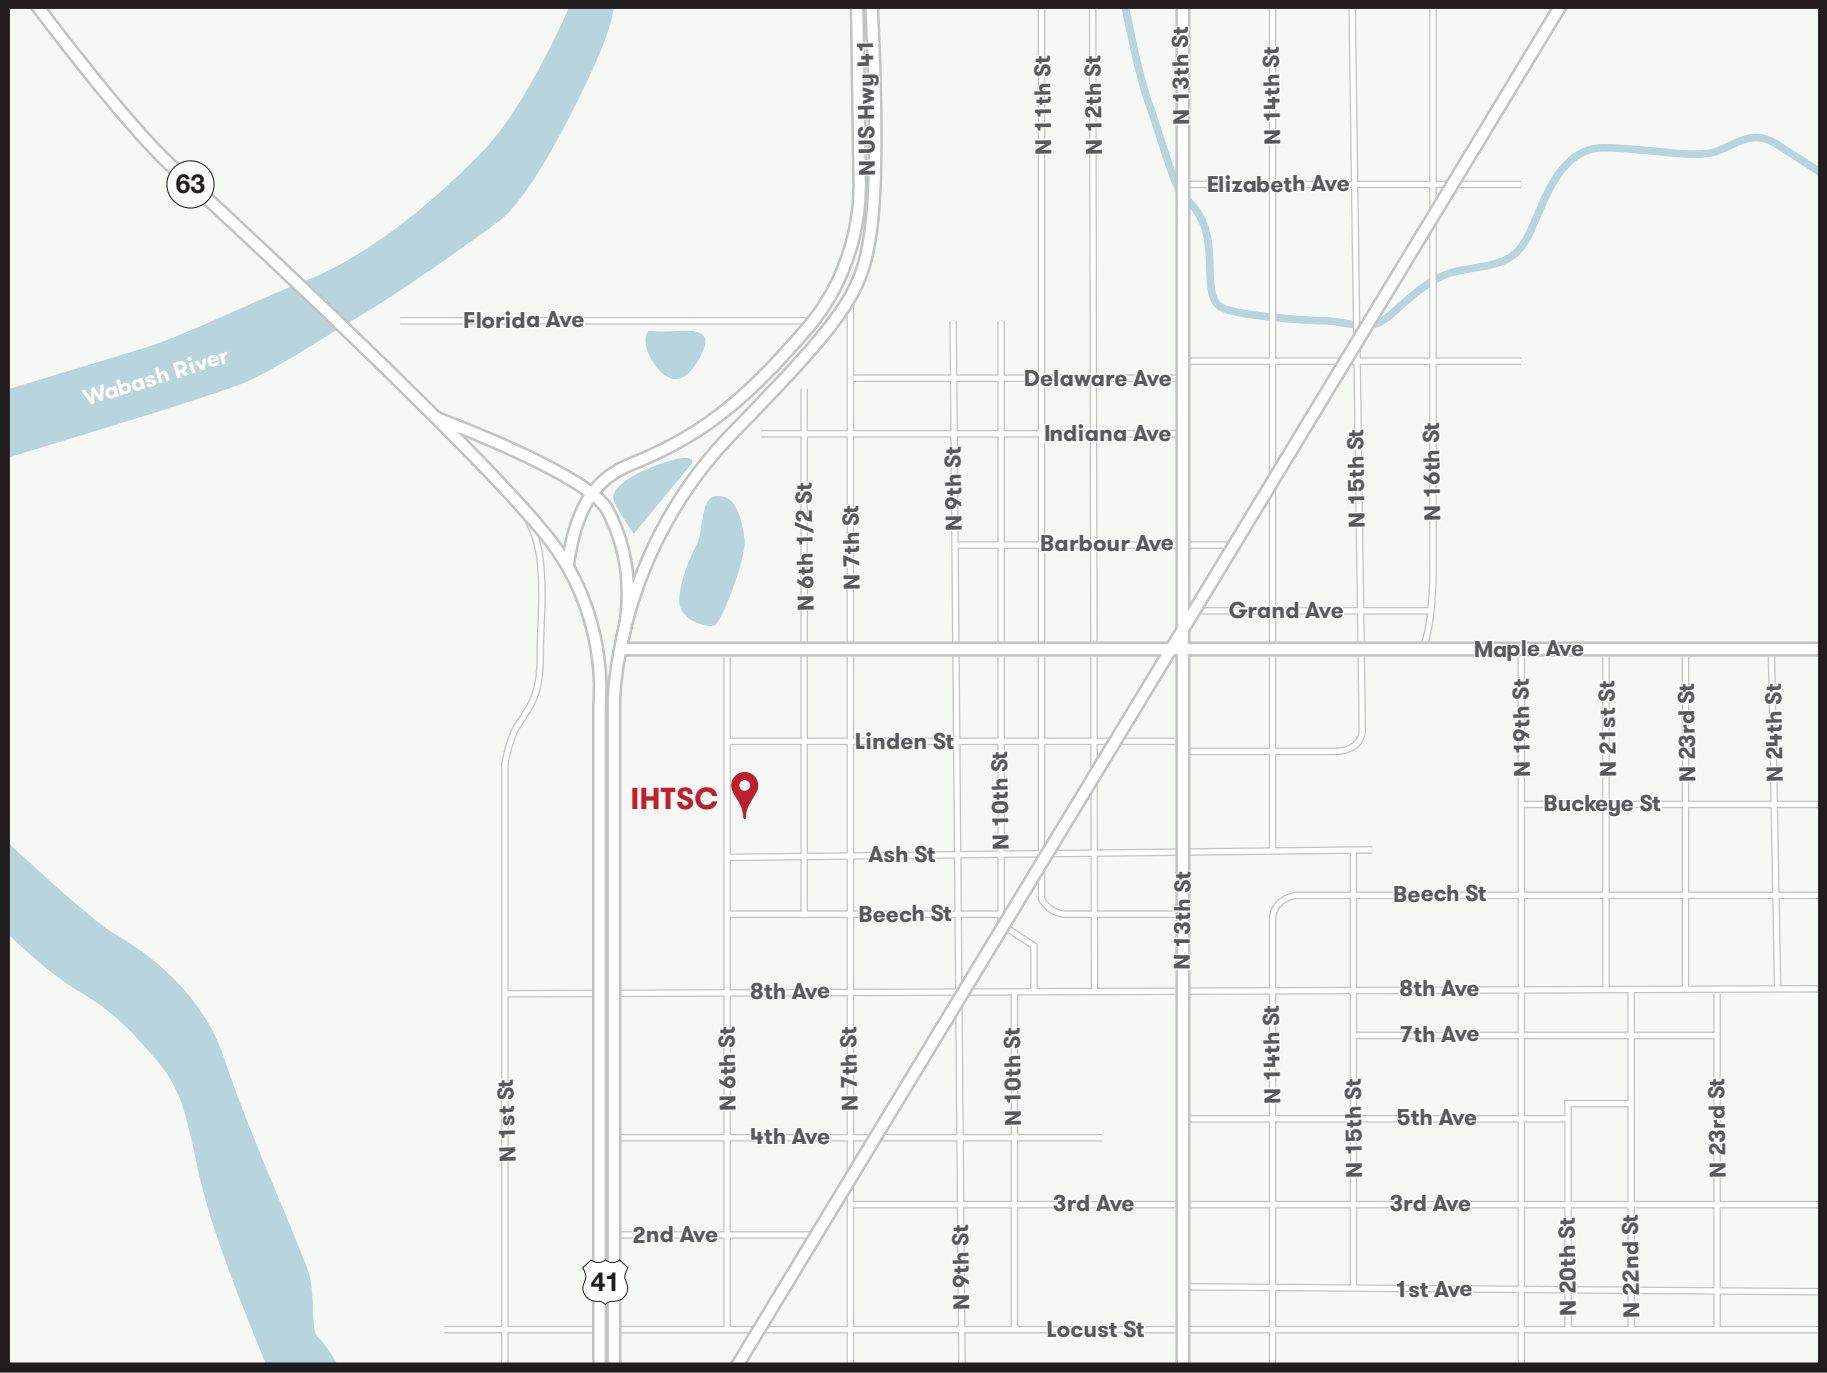 N US Hwy 41
N 11th St
N 12th St
N 13th St
N 14th St
63
Elizabeth Ave
Florida Ave
Wabash River
Delaware Ave
Indiana Ave
N 9th St
N 15th St
N 16th St
N 6th 1/2 St
N 7th St
Barbour Ave
Grand Ave
Maple Ave
N 19th St
N 21st St
N 23rd St
N 24th St
Linden St
IHTSC
N 10th St
Buckeye St
Ash St
Beech St
N 13th St
Beech St
8th Ave
8th Ave
7th Ave
N 6th St
N 7th St
N 10th St
N 14th St
N 1st St
N 15th St
N 23rd St
5th Ave
4th Ave
3rd Ave
3rd Ave
2nd Ave
N 9th St
N 20th St
N 22nd St
41
1st Ave
Locust St